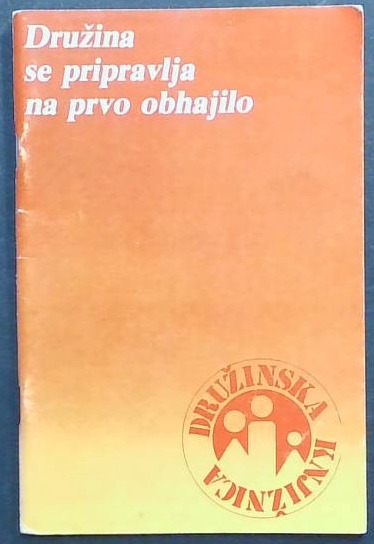 Družina
se pripravlja
na prvo obhajilo
DRUŽINSKA
KNJIŽNICA